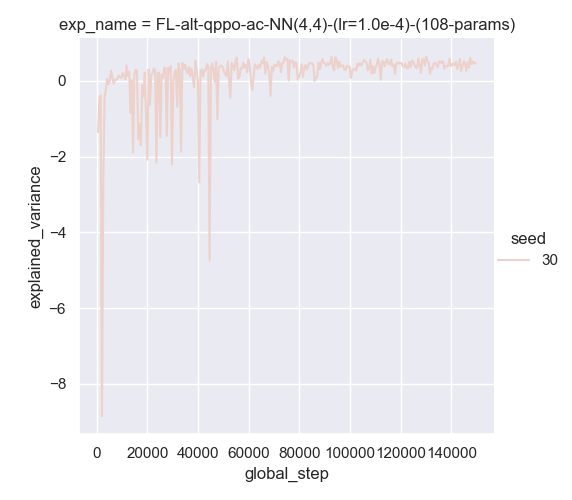 exp_name = FL-alt-qppo-ac-NN(4,4)-(lr=1.0e-4)-(108-params)
0
−2
−4
−6
−8
explained_variance
0 20000 40000 60000 80000 100000 120000 140000
global_step
seed
30